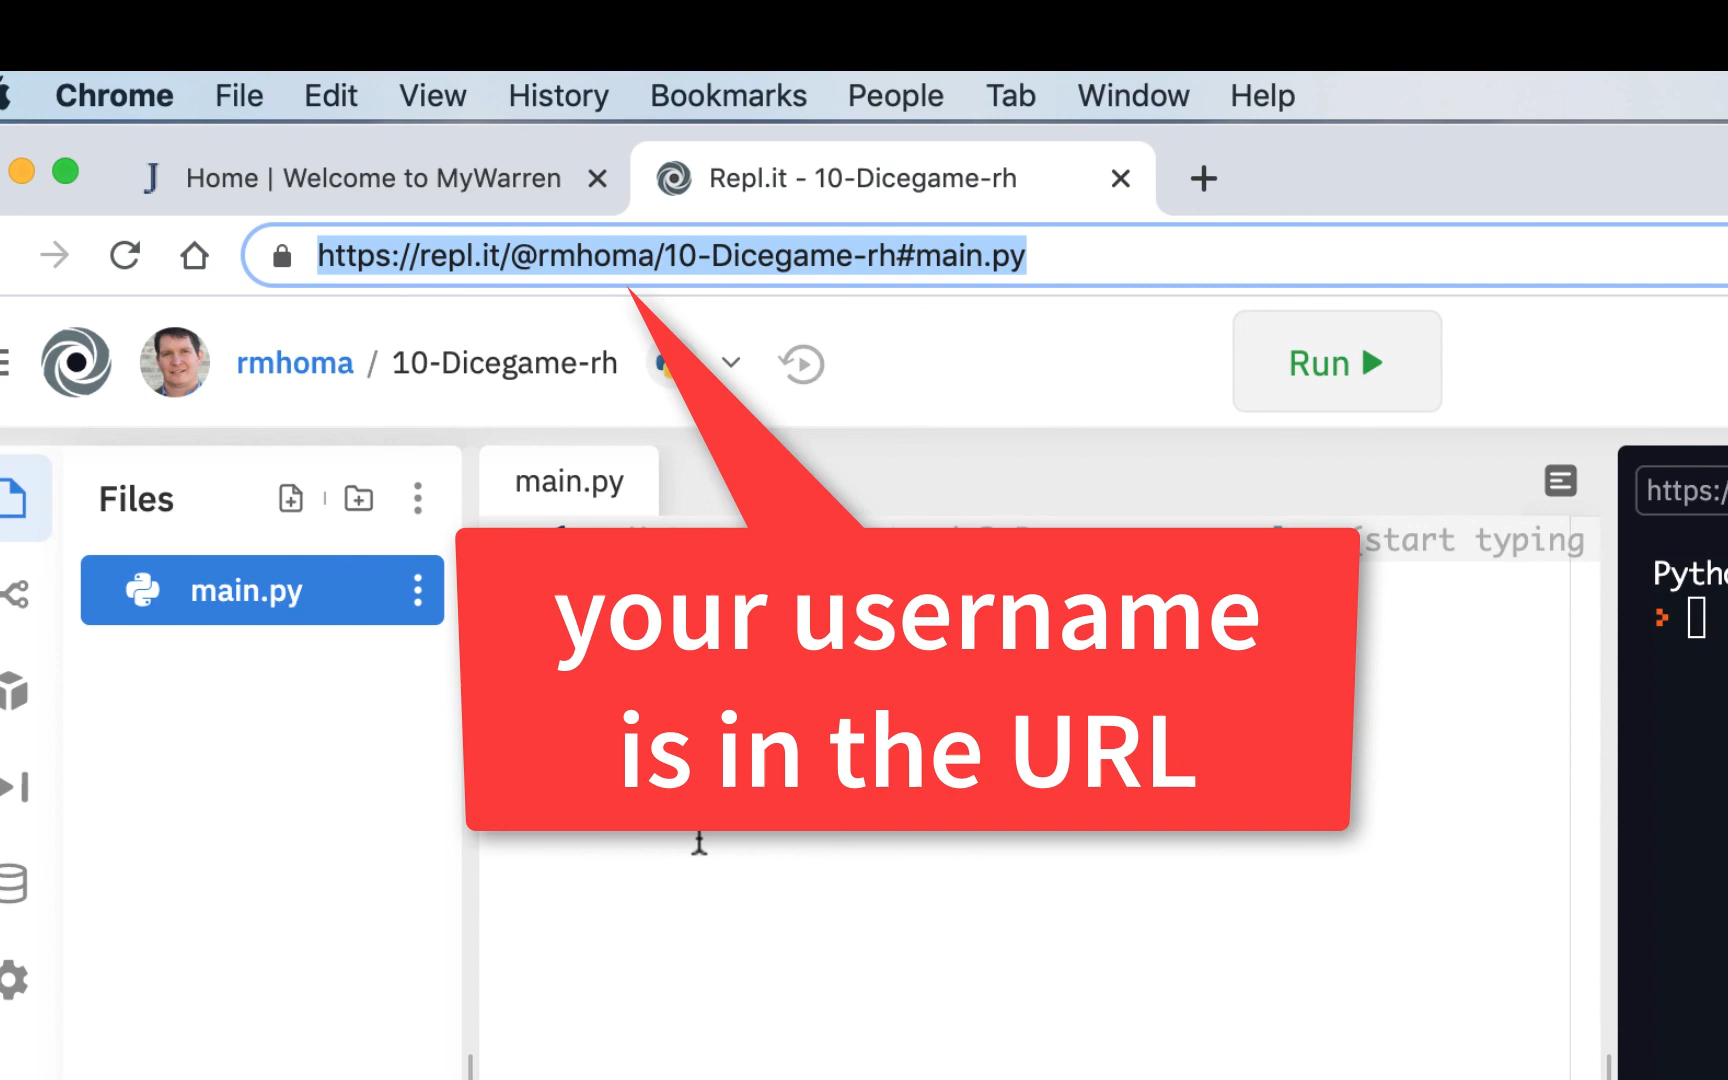 Chrome File Edit View History Bookmarks People Tab Window Help
J Home | Welcome to MyWarren Repl.it - 10-Dicegame-rh
https://repl.it/@rmhoma/10-Dicegame-rh#main.py
rmhoma / 10-Dicegame-rh Run
Files main.py https:/
start typing
main.py
Pytho
your username
is in the URL